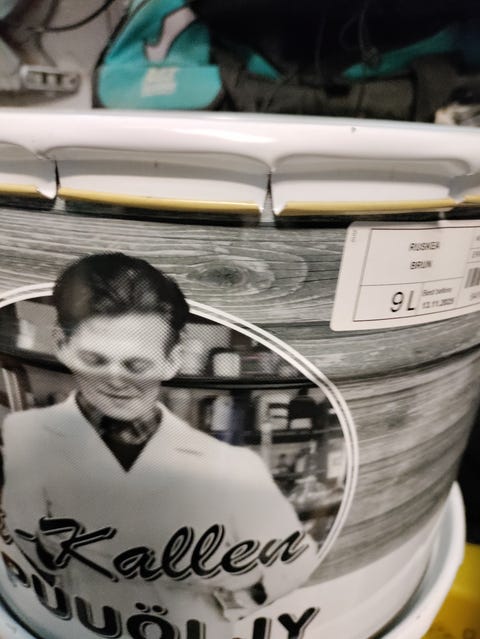 RUSKEA
BRUN
9 L Best before
13.11.2025
-Kallen
PUUÖLJY